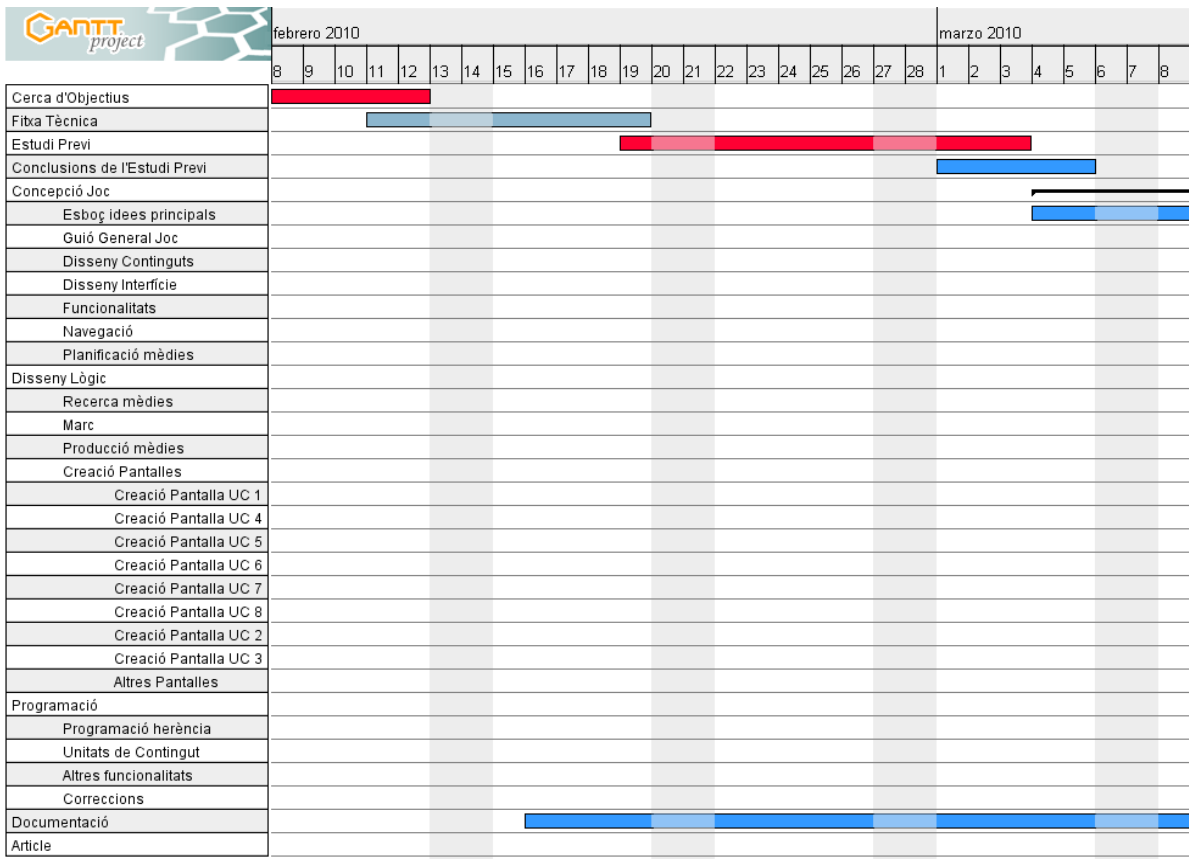 GANTT
project
febrero 2010 marzo 2010
8 9 10 11 12 13 14 15 16 17 18 19 20 21 22 23 24 25 26 27 28 1 2 3 4 5 6 7 8
Cerca d'Objectius
Fitxa Tècnica
Estudi Previ
Conclusions de l'Estudi Previ
Concepció Joc
Esboç idees principals
Guió General Joc
Disseny Continguts
Disseny Interfície
Funcionalitats
Navegació
Planificació mèdies
Disseny Lògic
Recerca mèdies
Marc
Producció mèdies
Creació Pantalles
Creació Pantalla UC 1
Creació Pantalla UC 4
Creació Pantalla UC 5
Creació Pantalla UC 6
Creació Pantalla UC 7
Creació Pantalla UC 8
Creació Pantalla UC 2
Creació Pantalla UC 3
Altres Pantalles
Programació
Programació herència
Unitats de Contingut
Altres funcionalitats
Correccions
Documentació
Article